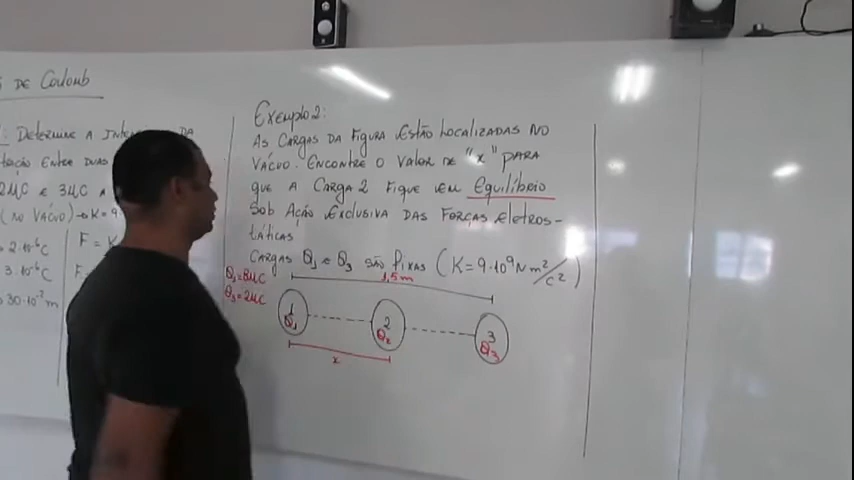 DE Coulomb
Determine A Inten DA
tação Entre duas
2μC e 3μC A
(no vácuo) → K = 9
2·10⁻⁶C
3·10⁻⁶C
30·10⁻²m
F = K
Exemplo 2:
As Cargas da Figura estão localizadas no
vácuo. Encontre o valor de "x" para
que a Carga 2 Fique em Equilíbrio
sob Ação exclusiva das Forças eletros-
táticas
Cargas Q₁ e Q₃ são fixas (K=9·10⁹ N m²/C²)
Q₁=8μC
Q₃=2μC
1,5m
1
Q₁
2
Q₂
3
Q₃
x